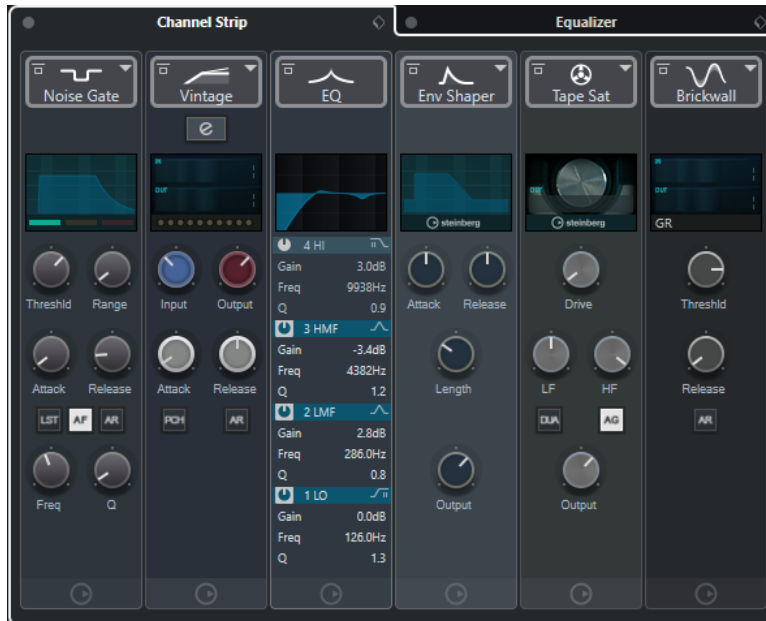 Channel Strip
Equalizer
Noise Gate
Vintage
EQ
Env Shaper
Tape Sat
Brickwall
e
IN
OUT
steinberg
OUT
steinberg
IN
OUT
GR
Threshld
Range
Attack
Release
LST
AF
AR
Freq
Q
Input
Output
Attack
Release
PCH
AR
4 HI
Gain 3.0dB
Freq 9938Hz
Q 0.9
3 HMF
Gain -3.4dB
Freq 4382Hz
Q 1.2
2 LMF
Gain 2.8dB
Freq 286.0Hz
Q 0.8
1 LO
Gain 0.0dB
Freq 126.0Hz
Q 1.3
Attack
Release
Length
Output
Drive
LF
HF
DUA
AG
Output
Threshld
Release
AR